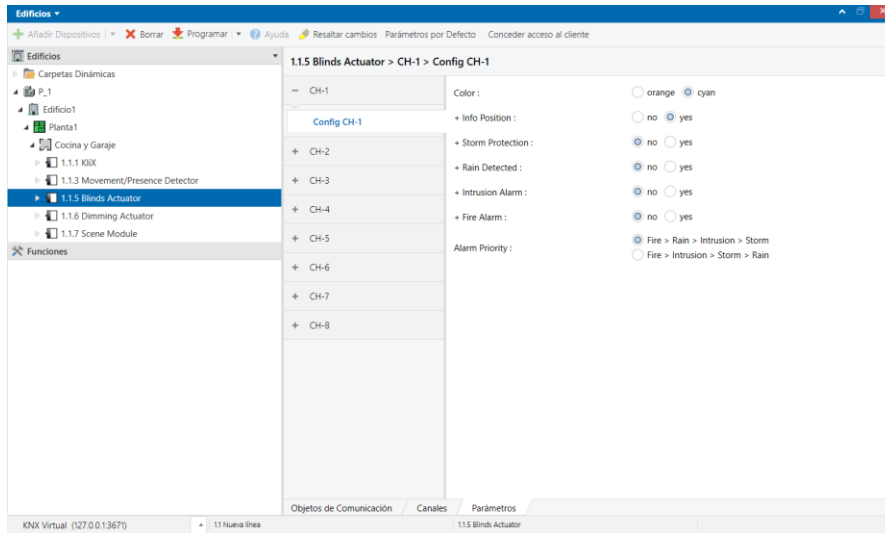 Edificios
Añadir Dispositivos Borrar Programar Ayuda Resaltar cambios Parámetros por Defecto Conceder acceso al cliente
Edificios
Carpetas Dinámicas
P_1
Edificio1
Planta1
Cocina y Garaje
1.1.1 KliX
1.1.3 Movement/Presence Detector
1.1.5 Blinds Actuator
1.1.6 Dimming Actuator
1.1.7 Scene Module
Funciones
1.1.5 Blinds Actuator > CH-1 > Config CH-1
− CH-1
Config CH-1
+ CH-2
+ CH-3
+ CH-4
+ CH-5
+ CH-6
+ CH-7
+ CH-8
Color : orange cyan
+ Info Position : no yes
+ Storm Protection : no yes
+ Rain Detected : no yes
+ Intrusion Alarm : no yes
+ Fire Alarm : no yes
Alarm Priority : Fire > Rain > Intrusion > Storm
Fire > Intrusion > Storm > Rain
Objetos de Comunicación Canales Parámetros
KNX Virtual (127.0.0.1:3671) 1.1 Nueva línea 1.1.5 Blinds Actuator